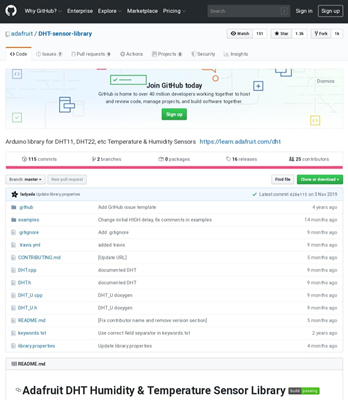 Why GitHub? Enterprise Explore Marketplace Pricing Search Sign in Sign up
adafruit / DHT-sensor-library Watch 151 Star 1.3k Fork 1k
Code Issues Pull requests Actions Projects 0 Security Insights
Join GitHub today Dismiss
GitHub is home to over 40 million developers working together to host
and review code, manage projects, and build software together.
Sign up
Arduino library for DHT11, DHT22, etc Temperature & Humidity Sensors https://learn.adafruit.com/dht
115 commits 2 branches 0 packages 16 releases 25 contributors
Branch: master New pull request Find file Clone or download
ladyada Update library.properties Latest commit on 3 Nov 2019
.github Add GitHub issue template 4 years ago
examples Change initial HIGH delay, fix comments in examples 14 months ago
.gitignore Add .gitignore 9 months ago
.travis.yml added travis 9 months ago
CONTRIBUTING.md [Update URL] 5 months ago
DHT.cpp documented DHT 9 months ago
DHT.h documented DHT 9 months ago
DHT_U.cpp DHT_U doxygen 9 months ago
DHT_U.h DHT_U doxygen 9 months ago
README.md [Fix contributor name and remove version section] 5 months ago
keywords.txt Use correct field separator in keywords.txt 2 years ago
library.properties Update library.properties 4 months ago
README.md
Adafruit DHT Humidity & Temperature Sensor Library build passing